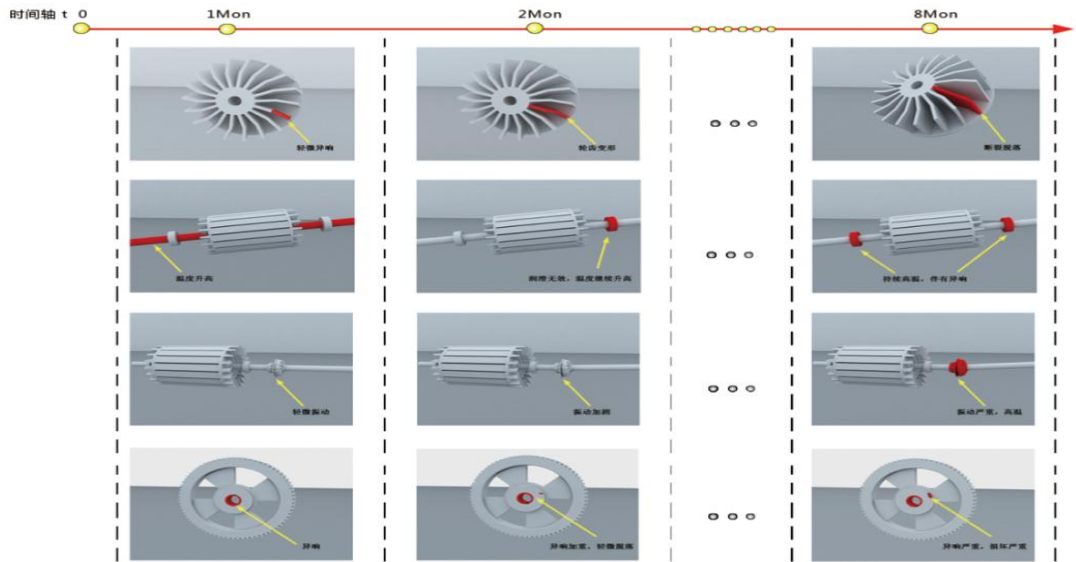 时间轴 t 0 1Mon 2Mon 8Mon
轻微异响 轮齿变形 断裂脱落
温度升高 润滑无效，温度继续升高 持续高温，伴有异响
轻微振动 振动加剧 振动严重，高温
异响 异响加重，轻微脱落 异响严重，损坏严重